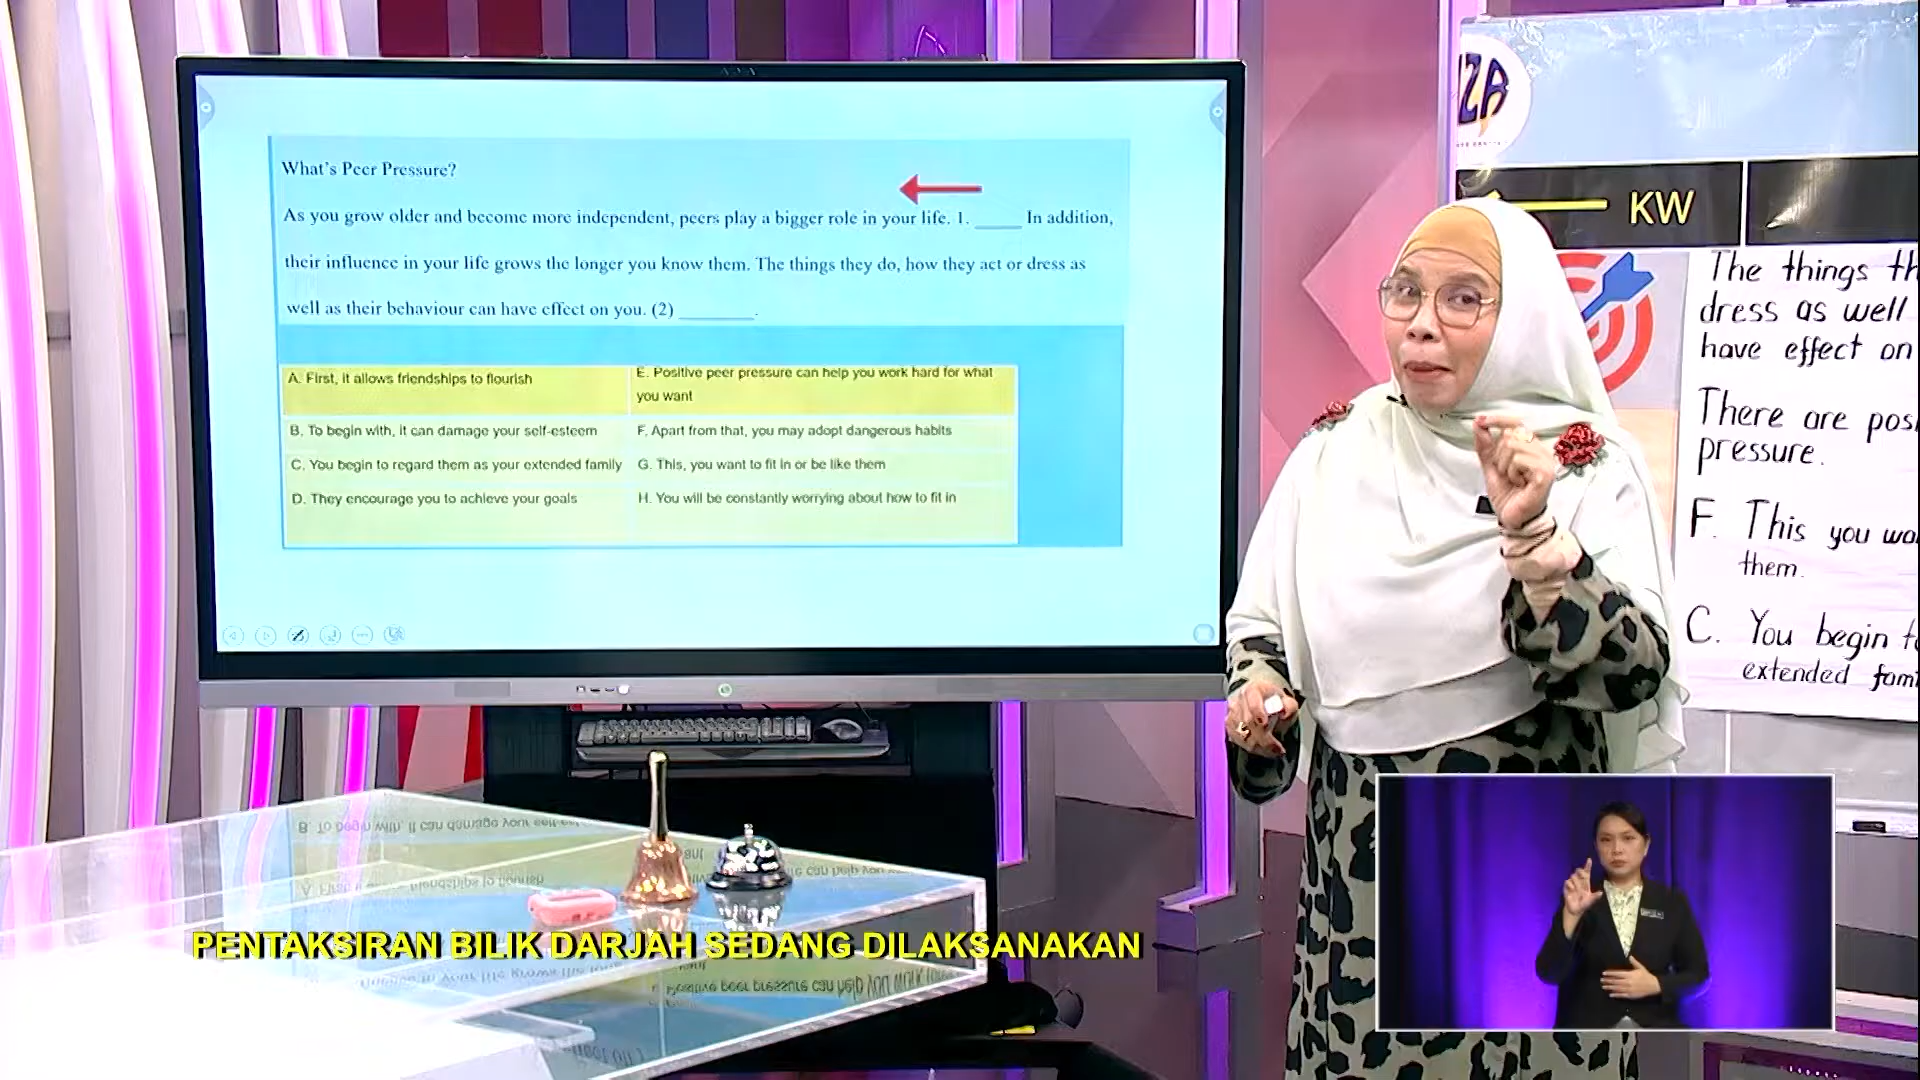 What's Peer Pressure?
As you grow older and become more independent, peers play a bigger role in your life. 1. _____ In addition,
their influence in your life grows the longer you know them. The things they do, how they act or dress as
well as their behaviour can have effect on you. (2) ________.
A. First, it allows friendships to flourish
E. Positive peer pressure can help you work hard for what
you want
B. To begin with, it can damage your self-esteem
F. Apart from that, you may adopt dangerous habits
C. You begin to regard them as your extended family
G. This, you want to fit in or be like them
D. They encourage you to achieve your goals
H. You will be constantly worrying about how to fit in
KW
The things th
dress as well
have effect on
There are posi
pressure.
F. This you wa
them.
C. You begin t
extended fami
PENTAKSIRAN BILIK DARJAH SEDANG DILAKSANAKAN